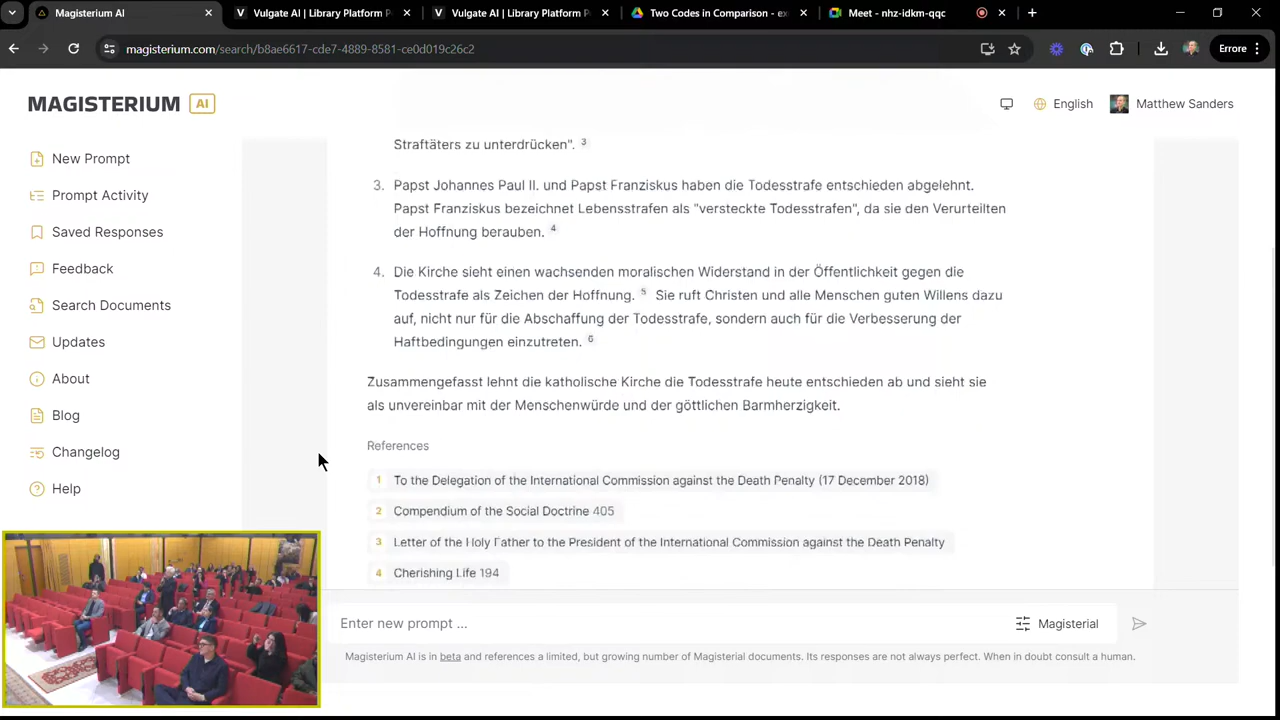 Magisterium AI
Vulgate AI | Library Platform P
Vulgate AI | Library Platform P
Two Codes in Comparison - ex
Meet - nhz-idkm-qqc
magisterium.com/search/b8ae6617-cde7-4889-8581-ce0d019c26c2
Errore
MAGISTERIUM AI
English
Matthew Sanders
New Prompt
Prompt Activity
Saved Responses
Feedback
Search Documents
Updates
About
Blog
Changelog
Help
Straftäters zu unterdrücken". 3
3. Papst Johannes Paul II. und Papst Franziskus haben die Todesstrafe entschieden abgelehnt.
Papst Franziskus bezeichnet Lebensstrafen als "versteckte Todesstrafen", da sie den Verurteilten
der Hoffnung berauben. 4
4. Die Kirche sieht einen wachsenden moralischen Widerstand in der Öffentlichkeit gegen die
Todesstrafe als Zeichen der Hoffnung. 5 Sie ruft Christen und alle Menschen guten Willens dazu
auf, nicht nur für die Abschaffung der Todesstrafe, sondern auch für die Verbesserung der
Haftbedingungen einzutreten. 6
Zusammengefasst lehnt die katholische Kirche die Todesstrafe heute entschieden ab und sieht sie
als unvereinbar mit der Menschenwürde und der göttlichen Barmherzigkeit.
References
1 To the Delegation of the International Commission against the Death Penalty (17 December 2018)
2 Compendium of the Social Doctrine 405
3 Letter of the Holy Father to the President of the International Commission against the Death Penalty
4 Cherishing Life 194
Enter new prompt ...
Magisterial
Magisterium AI is in beta and references a limited, but growing number of Magisterial documents. Its responses are not always perfect. When in doubt consult a human.